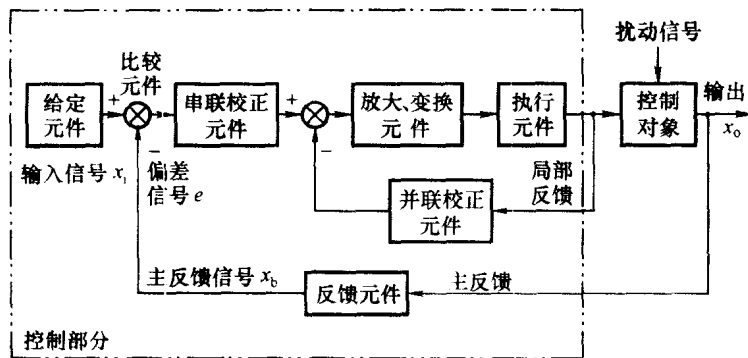 扰动信号
比较
元件
给定
元件
+
串联校正
元件
+
放大、变换
元件
执行
元件
控制
对象
输出
x_o
输入信号 x_i
−
偏差
信号 e
−
局部
反馈
并联校正
元件
主反馈信号 x_b
反馈元件
主反馈
控制部分